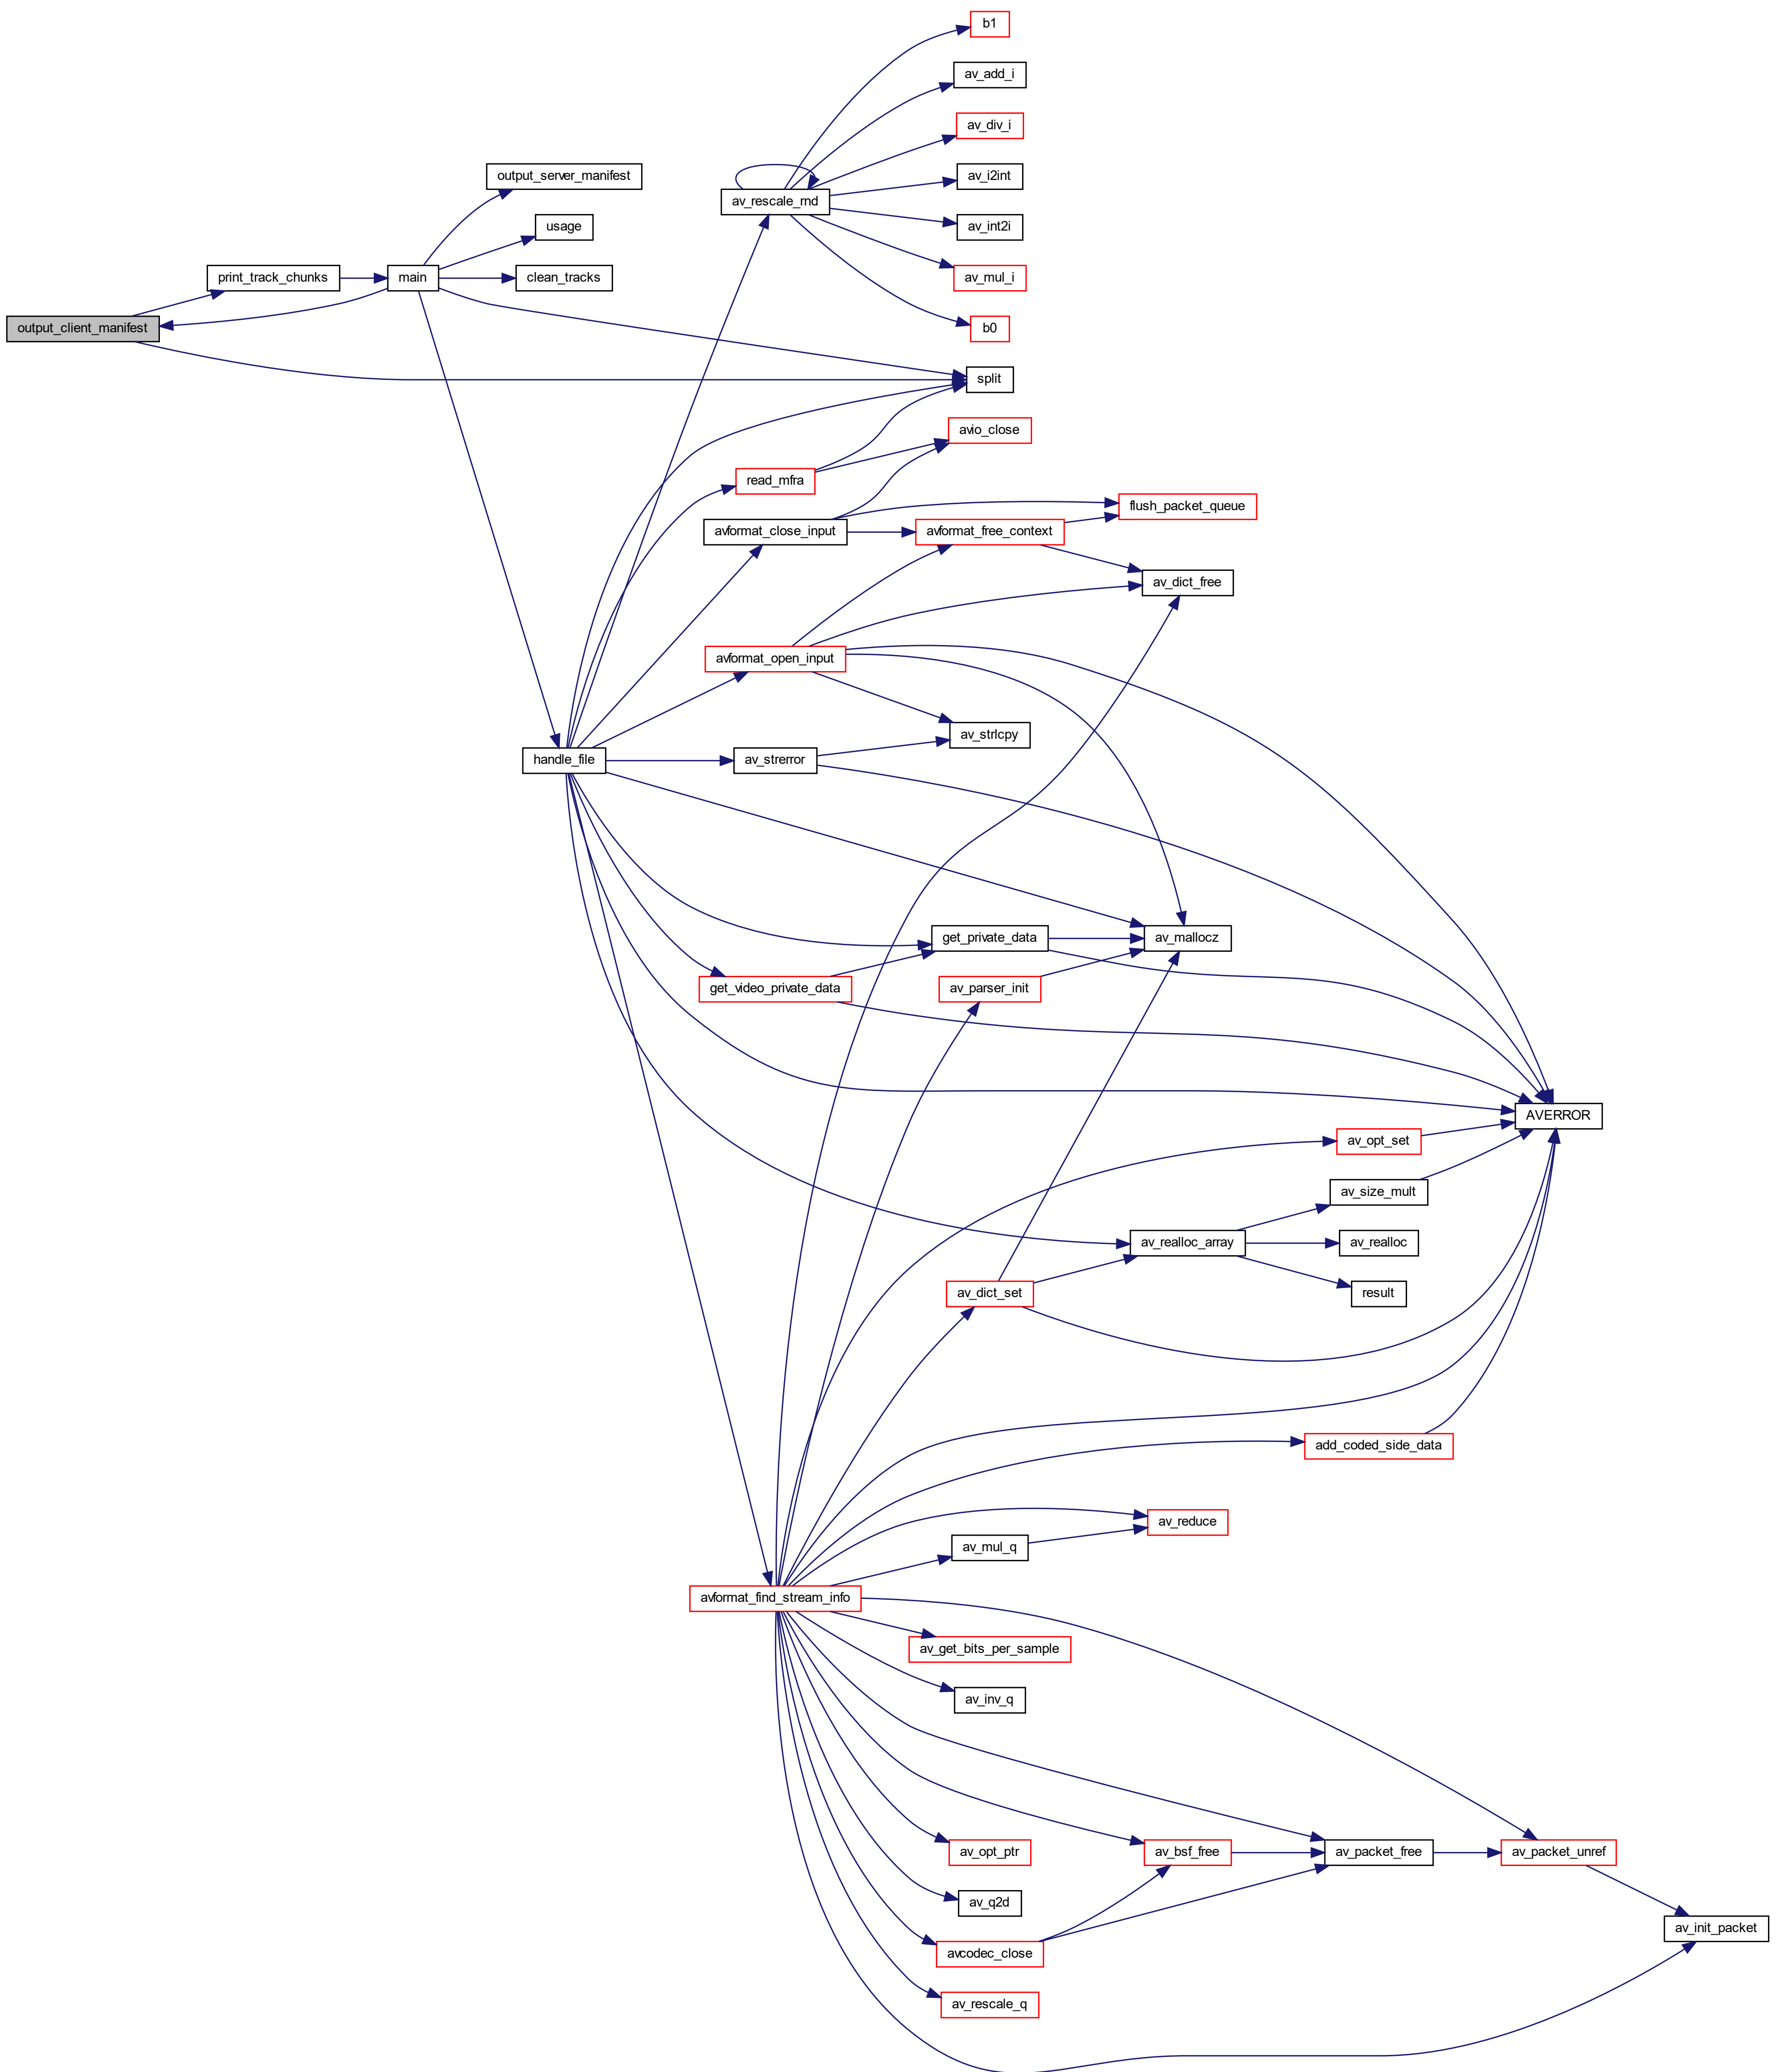 b1
av_add_i
av_div_i
av_i2int
output_server_manifest
av_rescale_rnd
usage
av_int2i
print_track_chunks
main
clean_tracks
av_mul_i
output_client_manifest
b0
split
avio_close
read_mfra
flush_packet_queue
avformat_close_input
avformat_free_context
av_dict_free
avformat_open_input
av_strlcpy
handle_file
av_strerror
get_private_data
av_mallocz
get_video_private_data
av_parser_init
AVERROR
av_opt_set
av_size_mult
av_realloc_array
av_realloc
av_dict_set
result
add_coded_side_data
av_reduce
av_mul_q
avformat_find_stream_info
av_get_bits_per_sample
av_inv_q
av_opt_ptr
av_bsf_free
av_packet_free
av_packet_unref
av_q2d
av_init_packet
avcodec_close
av_rescale_q